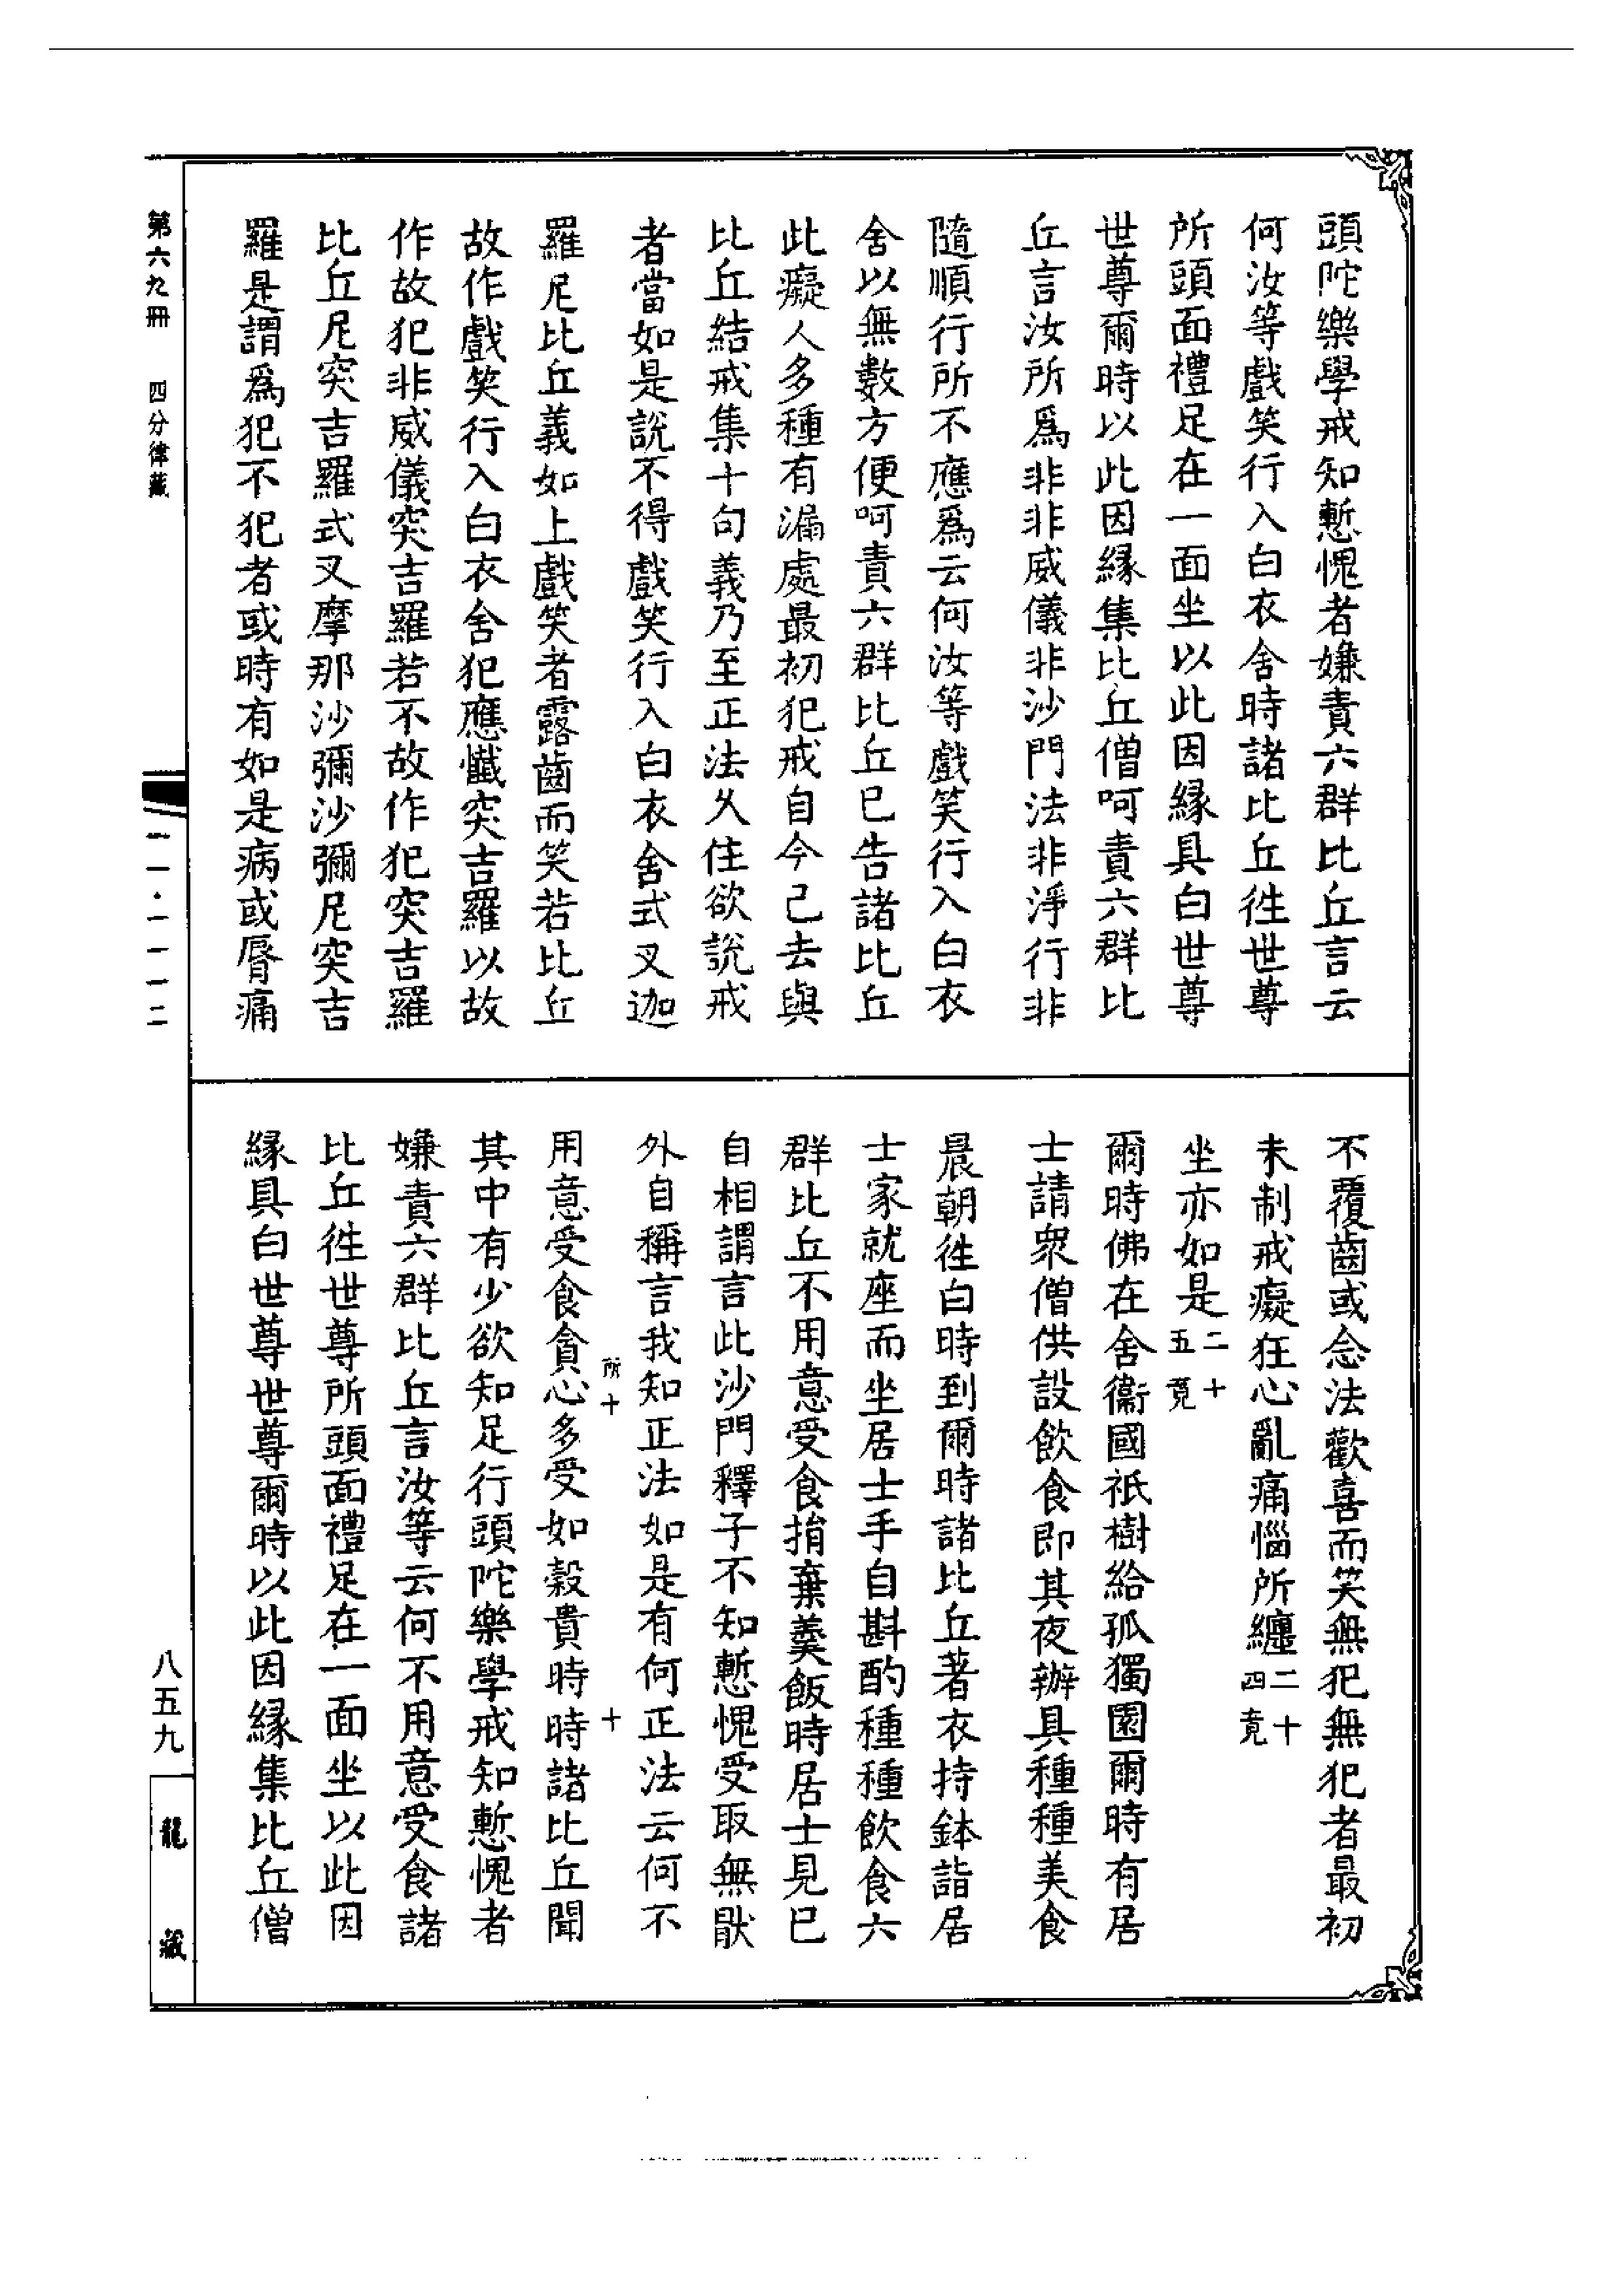 頭陀樂學戒知慙愧者嫌責六群比丘言云
何汝等戲笑行入白衣舍時諸比丘徃世尊
所頭面禮足在一面坐以此因縁具白世尊
世尊爾時以此因縁集比丘僧呵責六群比
丘言汝所爲非非威儀非沙門法非淨行非
隨順行所不應爲云何汝等戲笑行入白衣
舍以無數方便呵責六群比丘已告諸比丘
此癡人多種有漏處最初犯戒自今已去與
比丘結戒集十句義乃至正法久住欲說戒
者當如是說不得戲笑行入白衣舍式叉迦
羅尼比丘義如上戲笑者露齒而笑若比丘
故作戲笑行入白衣舍犯應懺突吉羅以故
作故犯非威儀突吉羅若不故作犯突吉羅
比丘尼突吉羅式叉摩那沙彌沙彌尼突吉
羅是謂爲犯不犯者或時有如是病或脣痛
不覆齒或念法歡喜而笑無犯無犯者最初
未制戒癡狂心亂痛惱所纏二十四竟
坐亦如是二十五竟
爾時佛在舍衞國祇樹給孤獨園爾時有居
士請衆僧供設飲食即其夜辦具種種美食
晨朝徃白時到爾時諸比丘著衣持鉢詣居
士家就座而坐居士手自斟酌種種飲食六
群比丘不用意受食捐棄羹飯時居士見已
自相謂言此沙門釋子不知慙愧受取無猒
外自稱言我知正法如是有何正法云何不
所十
十
用意受食貪心多受如穀貴時時諸比丘聞
其中有少欲知足行頭陀樂學戒知慙愧者
嫌責六群比丘言汝等云何不用意受食諸
比丘徃世尊所頭面禮足在一面坐以此因
縁具白世尊世尊爾時以此因縁集比丘僧
第六九冊 四分律藏
一一·一一一二
八五九
龍藏